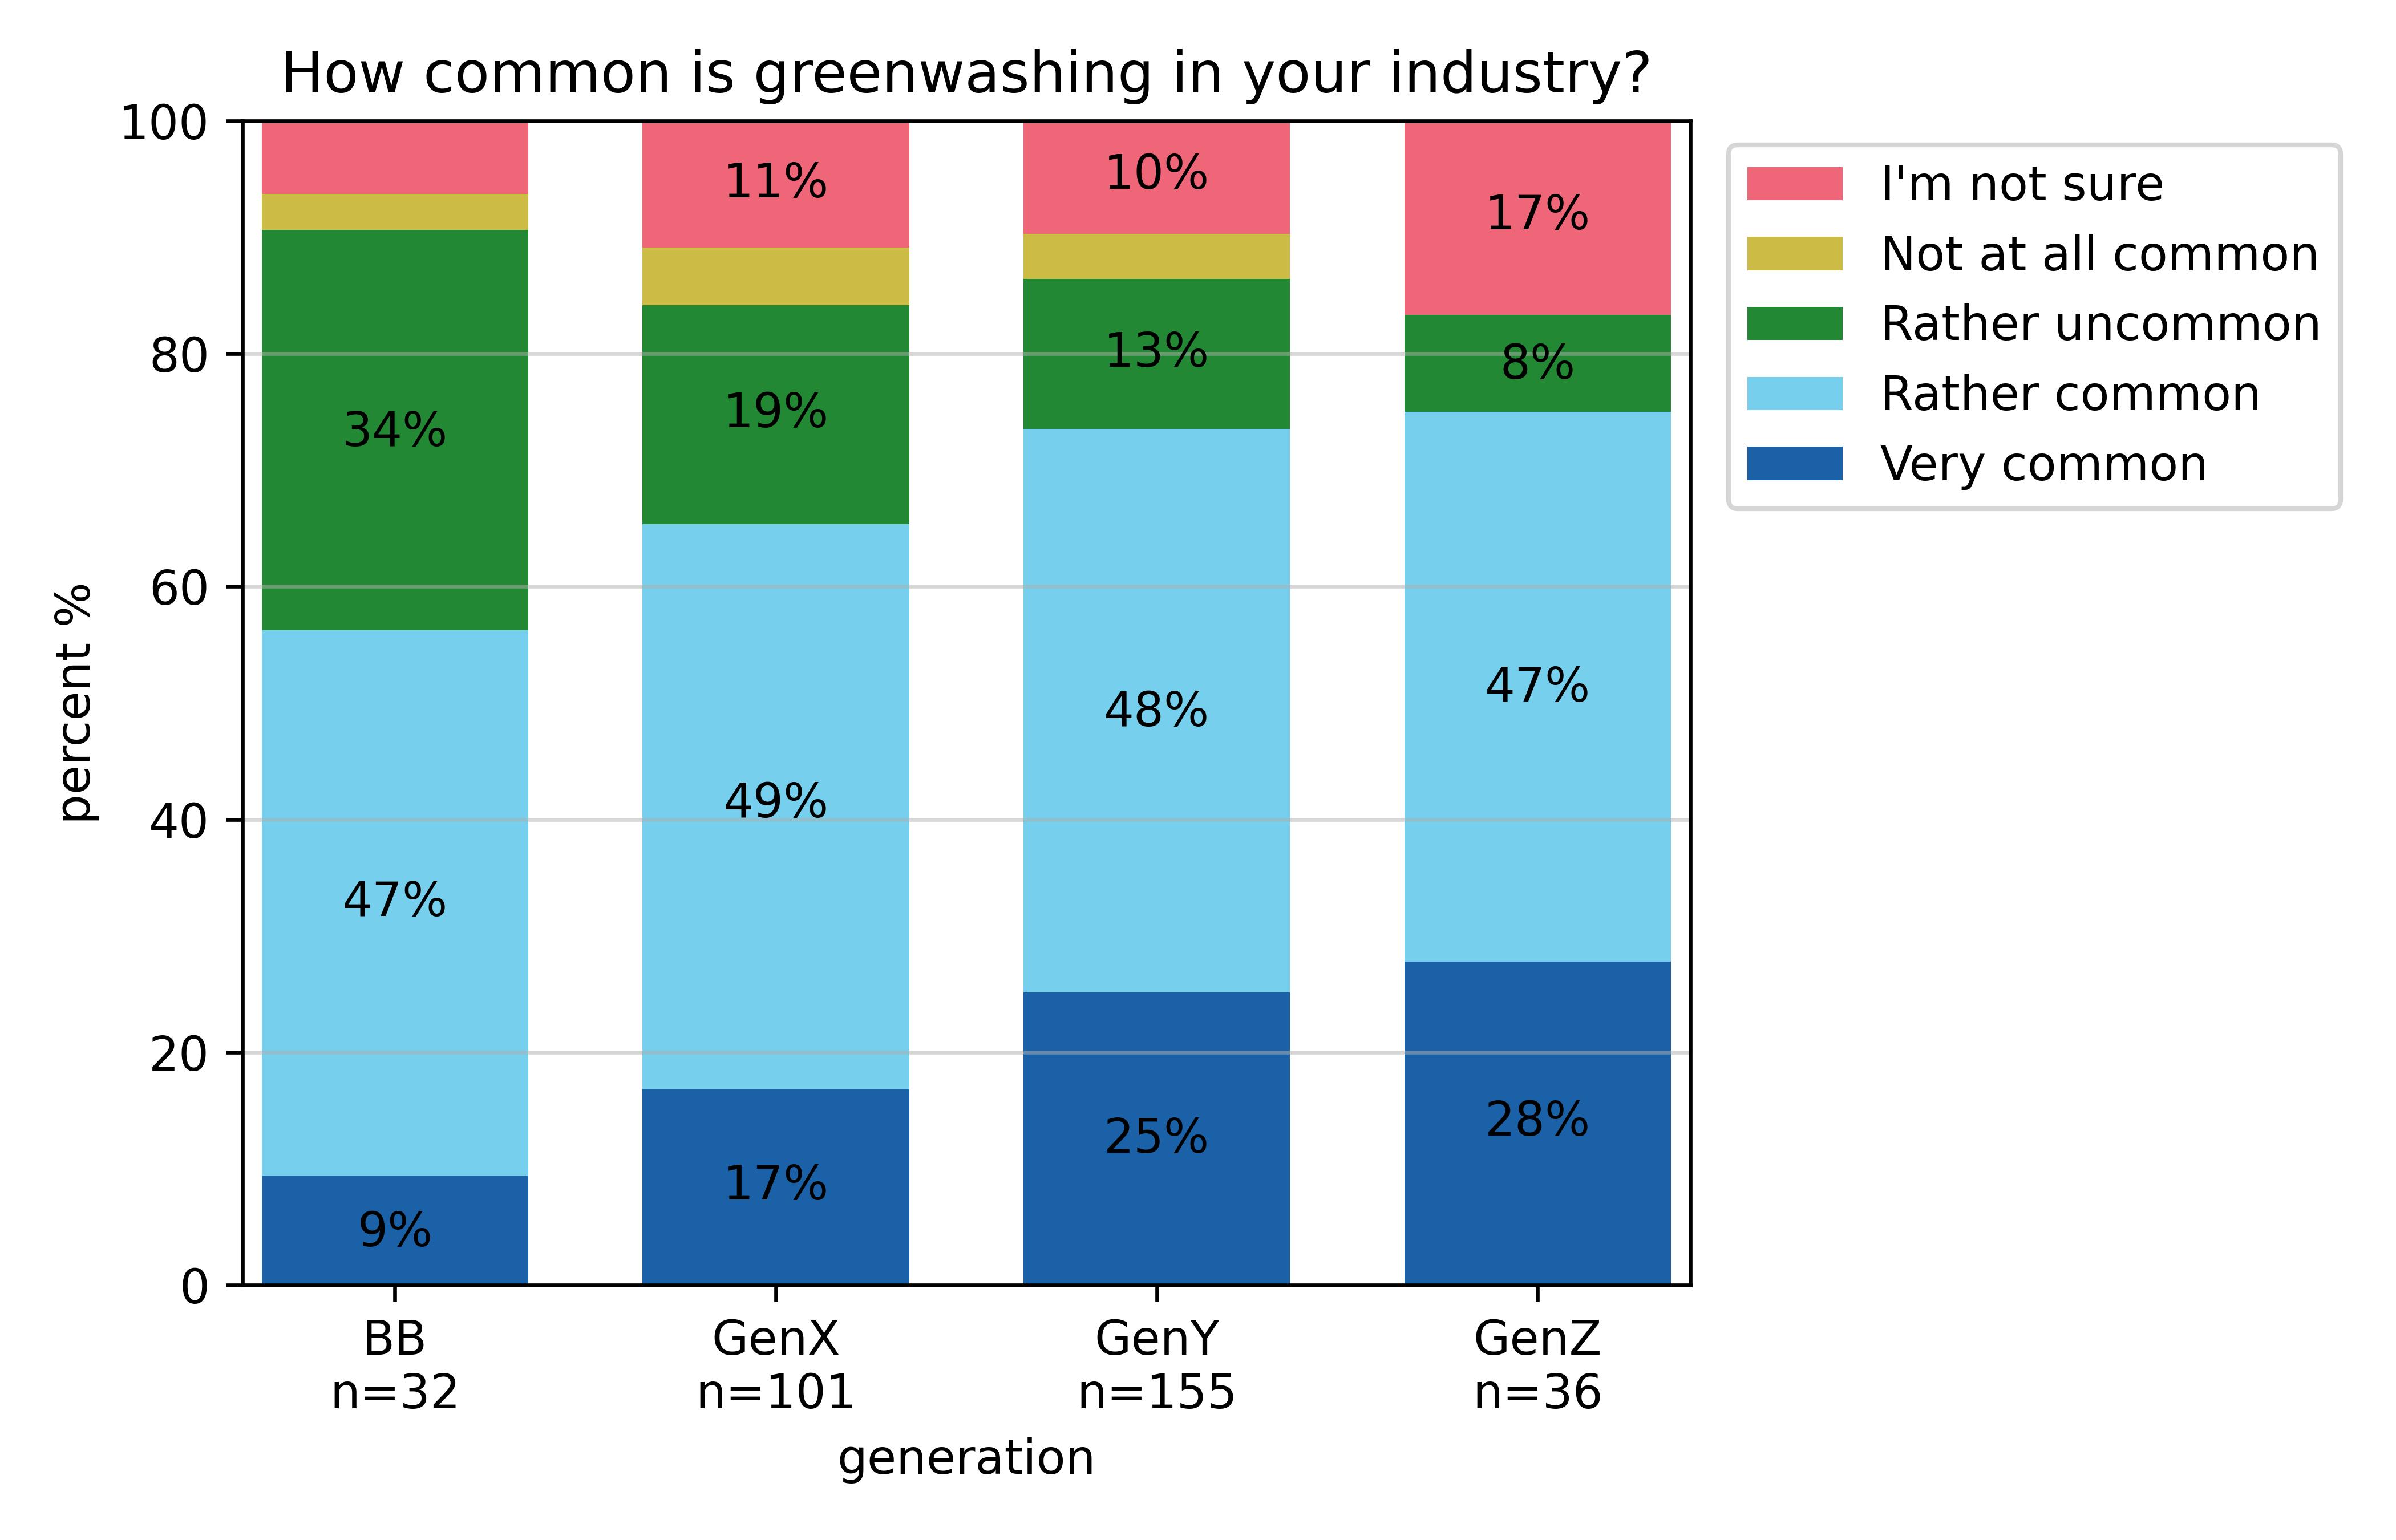 How common is greenwashing in your industry?
100
80
60
40
20
0
percent %
11%
10%
17%
34%
19%
13%
8%
47%
49%
48%
47%
9%
17%
25%
28%
BB
n=32
GenX
n=101
GenY
n=155
GenZ
n=36
generation
I'm not sure
Not at all common
Rather uncommon
Rather common
Very common